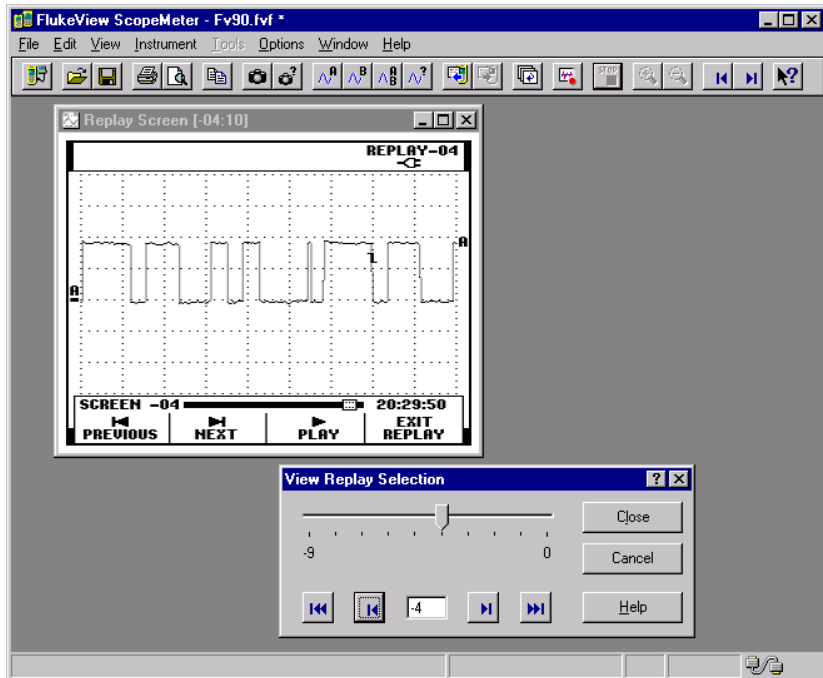 FlukeView ScopeMeter - Fv90.fvf *
File Edit View Instrument Tools Options Window Help
A B A B ? STOP ?
Replay Screen [-04:10]
REPLAY-04
A
A
SCREEN -04 20:29:50
PREVIOUS NEXT PLAY EXIT REPLAY
View Replay Selection
-9 0
-4
Close
Cancel
Help